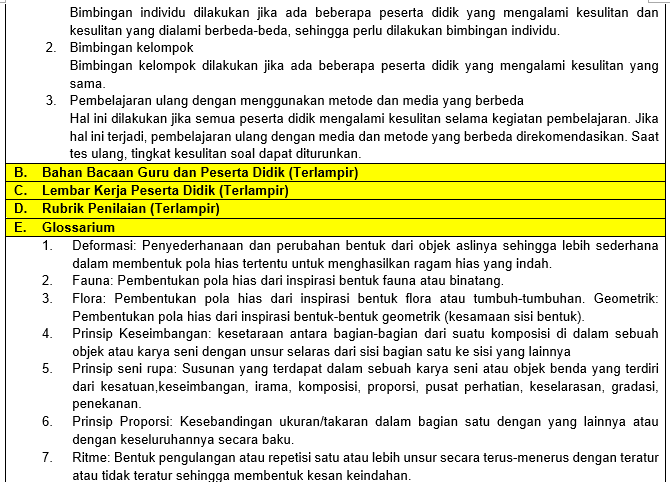 Bimbingan individu dilakukan jika ada beberapa peserta didik yang mengalami kesulitan dan
kesulitan yang dialami berbeda-beda, sehingga perlu dilakukan bimbingan individu.
2. Bimbingan kelompok
Bimbingan kelompok dilakukan jika ada beberapa peserta didik yang mengalami kesulitan yang
sama.
3. Pembelajaran ulang dengan menggunakan metode dan media yang berbeda
Hal ini dilakukan jika semua peserta didik mengalami kesulitan selama kegiatan pembelajaran. Jika
hal ini terjadi, pembelajaran ulang dengan media dan metode yang berbeda direkomendasikan. Saat
tes ulang, tingkat kesulitan soal dapat diturunkan.
B. Bahan Bacaan Guru dan Peserta Didik (Terlampir)
C. Lembar Kerja Peserta Didik (Terlampir)
D. Rubrik Penilaian (Terlampir)
E. Glossarium
1. Deformasi: Penyederhanaan dan perubahan bentuk dari objek aslinya sehingga lebih sederhana
dalam membentuk pola hias tertentu untuk menghasilkan ragam hias yang indah.
2. Fauna: Pembentukan pola hias dari inspirasi bentuk fauna atau binatang.
3. Flora: Pembentukan pola hias dari inspirasi bentuk flora atau tumbuh-tumbuhan. Geometrik:
Pembentukan pola hias dari inspirasi bentuk-bentuk geometrik (kesamaan sisi bentuk).
4. Prinsip Keseimbangan: kesetaraan antara bagian-bagian dari suatu komposisi di dalam sebuah
objek atau karya seni dengan unsur selaras dari sisi bagian satu ke sisi yang lainnya
5. Prinsip seni rupa: Susunan yang terdapat dalam sebuah karya seni atau objek benda yang terdiri
dari kesatuan,keseimbangan, irama, komposisi, proporsi, pusat perhatian, keselarasan, gradasi,
penekanan.
6. Prinsip Proporsi: Kesebandingan ukuran/takaran dalam bagian satu dengan yang lainnya atau
dengan keseluruhannya secara baku.
7. Ritme: Bentuk pengulangan atau repetisi satu atau lebih unsur secara terus-menerus dengan teratur
atau tidak teratur sehingga membentuk kesan keindahan.